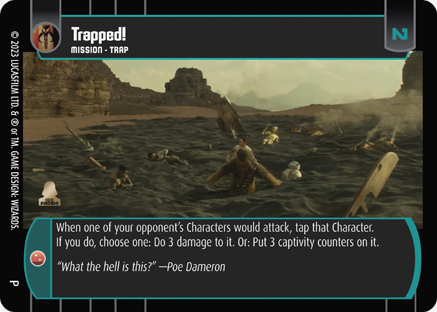 Trapped!
MISSION - TRAP
N
© 2023 LUCASFILM LTD. & ® or TM. GAME DESIGN: WIZARDS.
When one of your opponent's Characters would attack, tap that Character.
If you do, choose one: Do 3 damage to it. Or: Put 3 captivity counters on it.
"What the hell is this?" —Poe Dameron
P